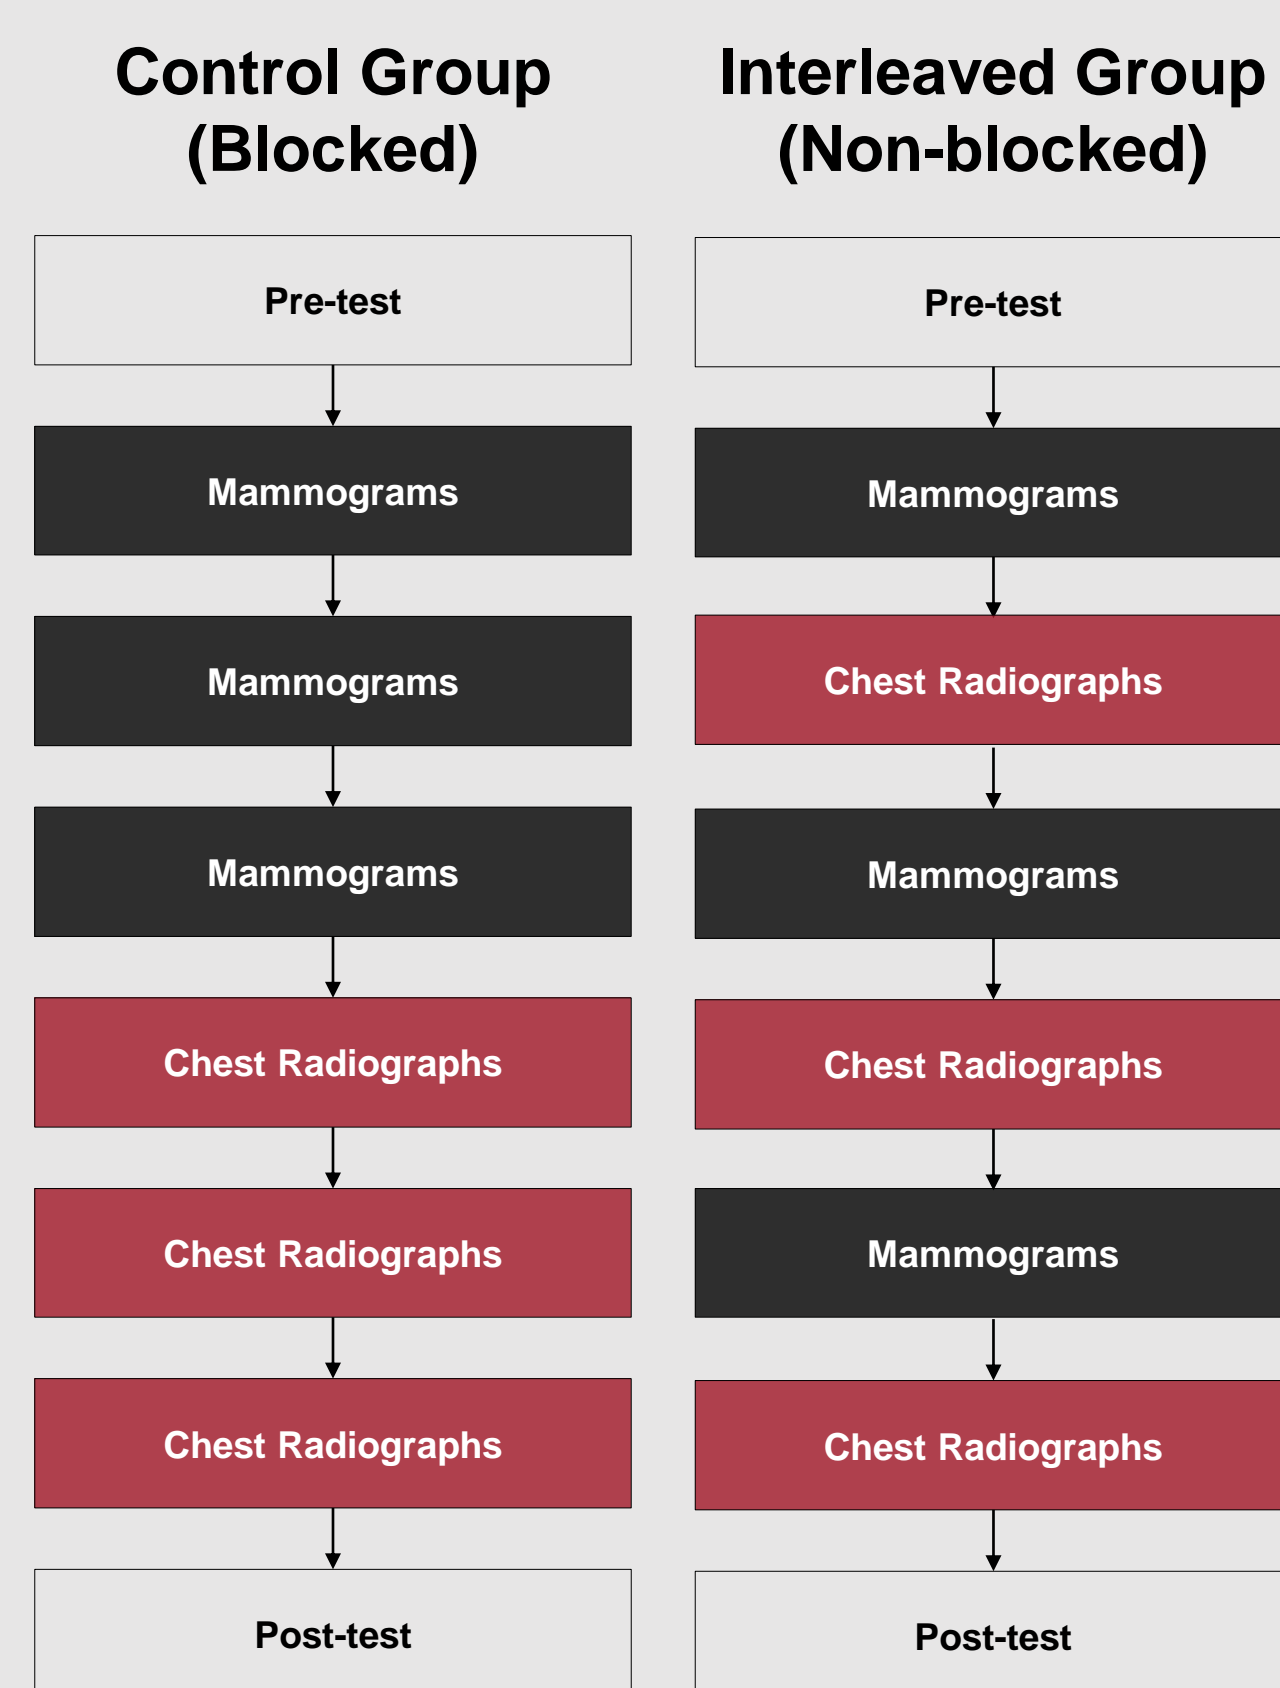 Control Group
(Blocked)
Pre-test
Mammograms
Mammograms
Mammograms
Chest Radiographs
Chest Radiographs
Chest Radiographs
Post-test
Interleaved Group
(Non-blocked)
Pre-test
Mammograms
Chest Radiographs
Mammograms
Chest Radiographs
Mammograms
Chest Radiographs
Post-test